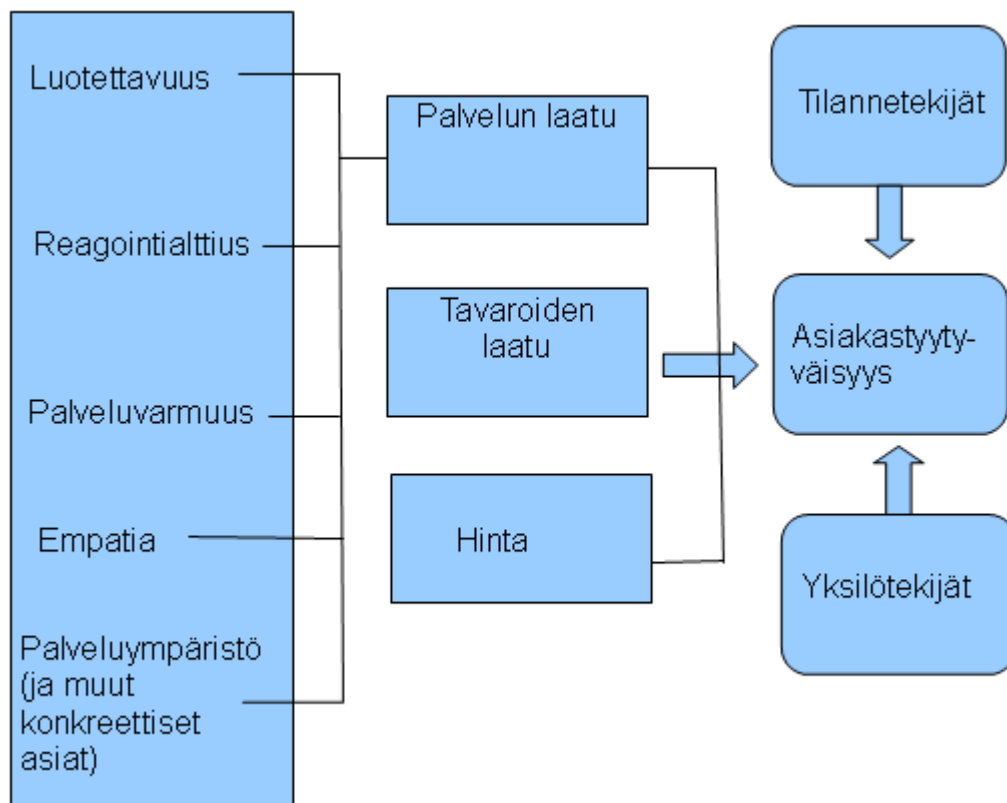 Luotettavuus
Reagointialttius
Palveluvarmuus
Empatia
Palveluympäristö
(ja muut
konkreettiset
asiat)
Palvelun laatu
Tavaroiden
laatu
Hinta
Tilannetekijät
Asiakastyyty-
väisyys
Yksilötekijät